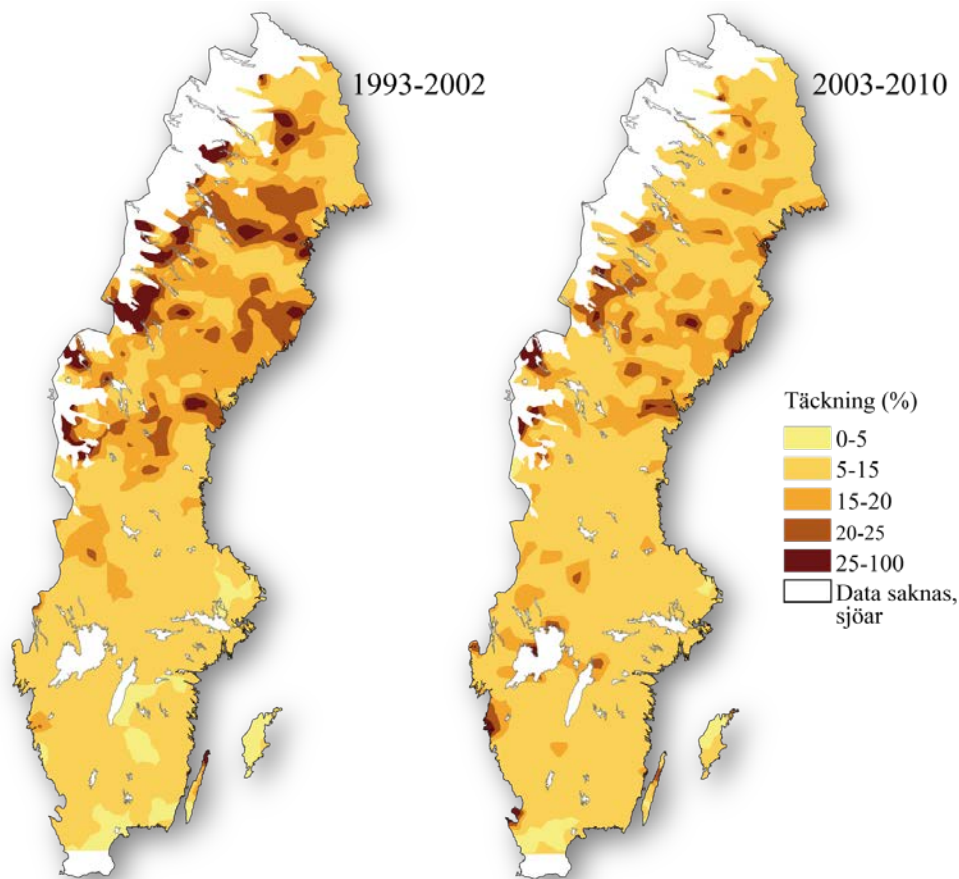 1993-2002
2003-2010
Täckning (%)
0-5
5-15
15-20
20-25
25-100
Data saknas,
sjöar